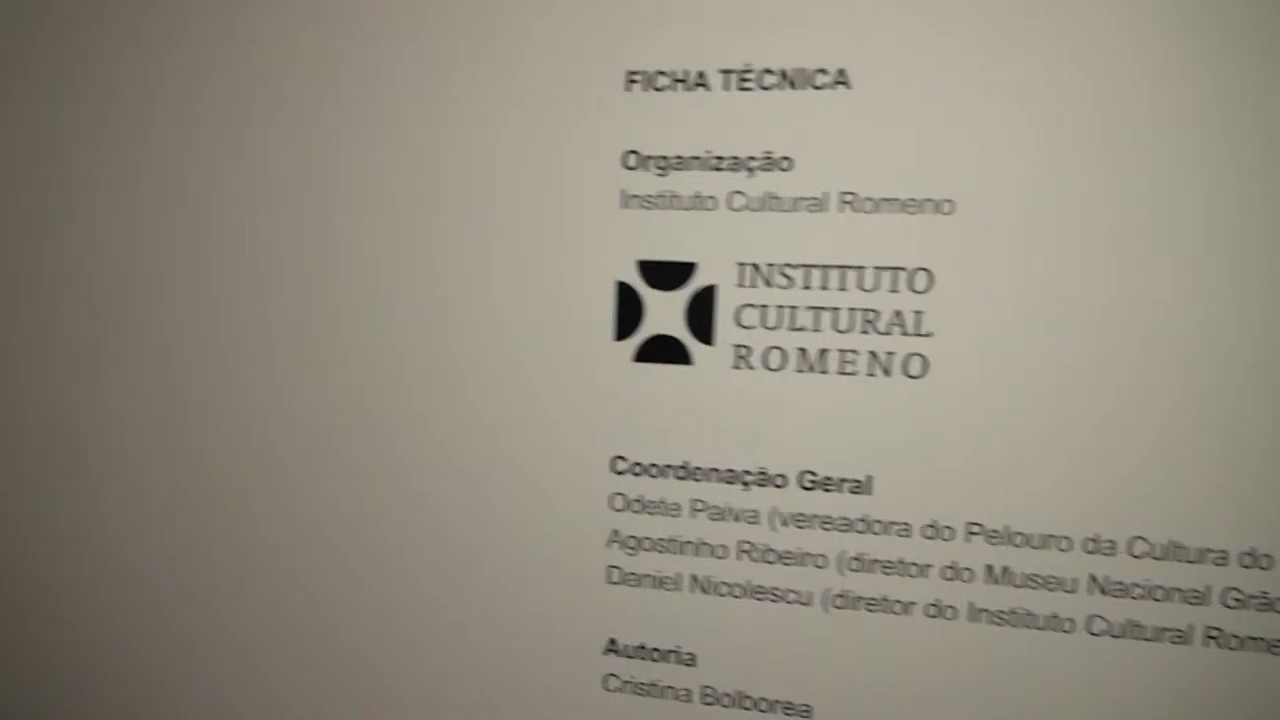 FICHA TÉCNICA
Organização
Instituto Cultural Romeno
INSTITUTO
CULTURAL
ROMENO
Coordenação Geral
Odete Paiva (vereadora do Pelouro da Cultura do
Agostinho Ribeiro (diretor do Museu Nacional
Daniel Nicolescu (diretor do Instituto Cultural
Autoria
Cristina Bolborea